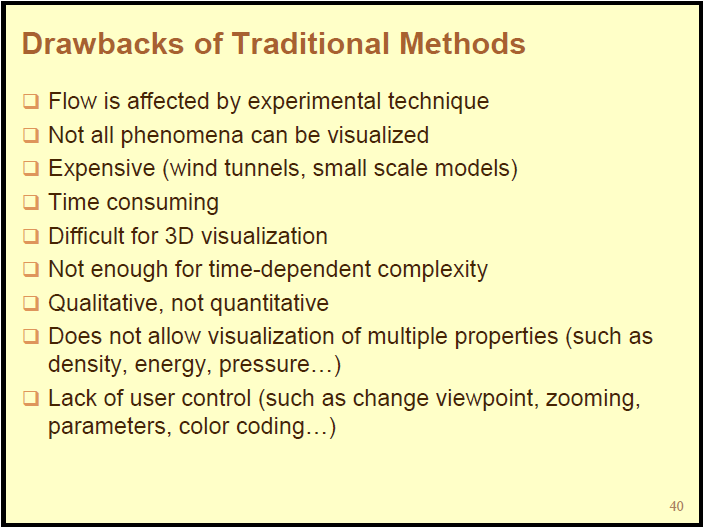 Drawbacks of Traditional Methods
Flow is affected by experimental technique
Not all phenomena can be visualized
Expensive (wind tunnels, small scale models)
Time consuming
Difficult for 3D visualization
Not enough for time-dependent complexity
Qualitative, not quantitative
Does not allow visualization of multiple properties (such as
density, energy, pressure…)
Lack of user control (such as change viewpoint, zooming,
parameters, color coding…)
40